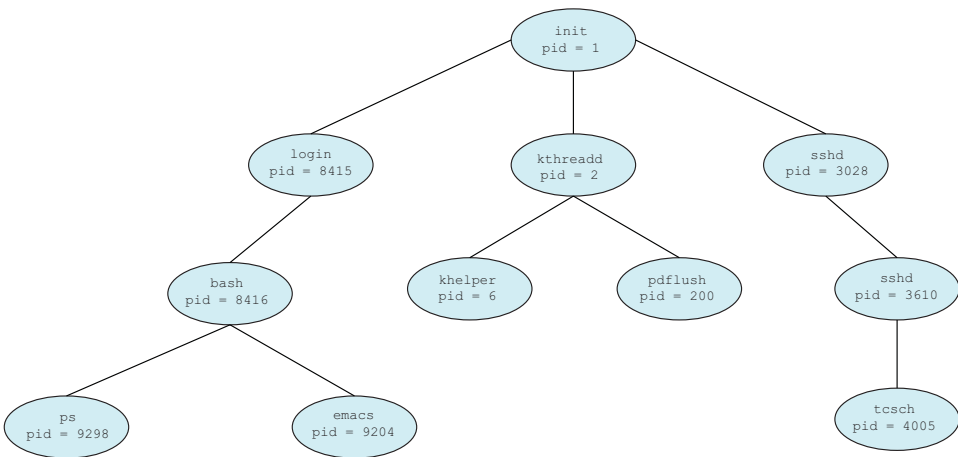 init
pid = 1
login
pid = 8415
kthreadd
pid = 2
sshd
pid = 3028
bash
pid = 8416
khelper
pid = 6
pdflush
pid = 200
sshd
pid = 3610
ps
pid = 9298
emacs
pid = 9204
tcsch
pid = 4005